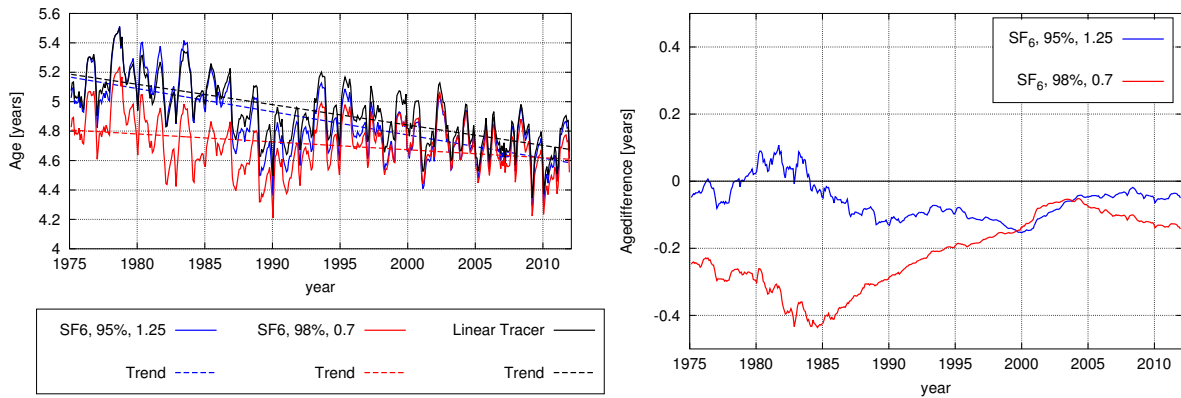 5.6
5.4
5.2
5
4.8
4.6
4.4
4.2
4
Age [years]
1975 1980 1985 1990 1995 2000 2005 2010
year
SF6, 95%, 1.25 SF6, 98%, 0.7 Linear Tracer
Trend Trend Trend
0.4
0.2
0
-0.2
-0.4
Agedifference [years]
SF6, 95%, 1.25
SF6, 98%, 0.7
1975 1980 1985 1990 1995 2000 2005 2010
year